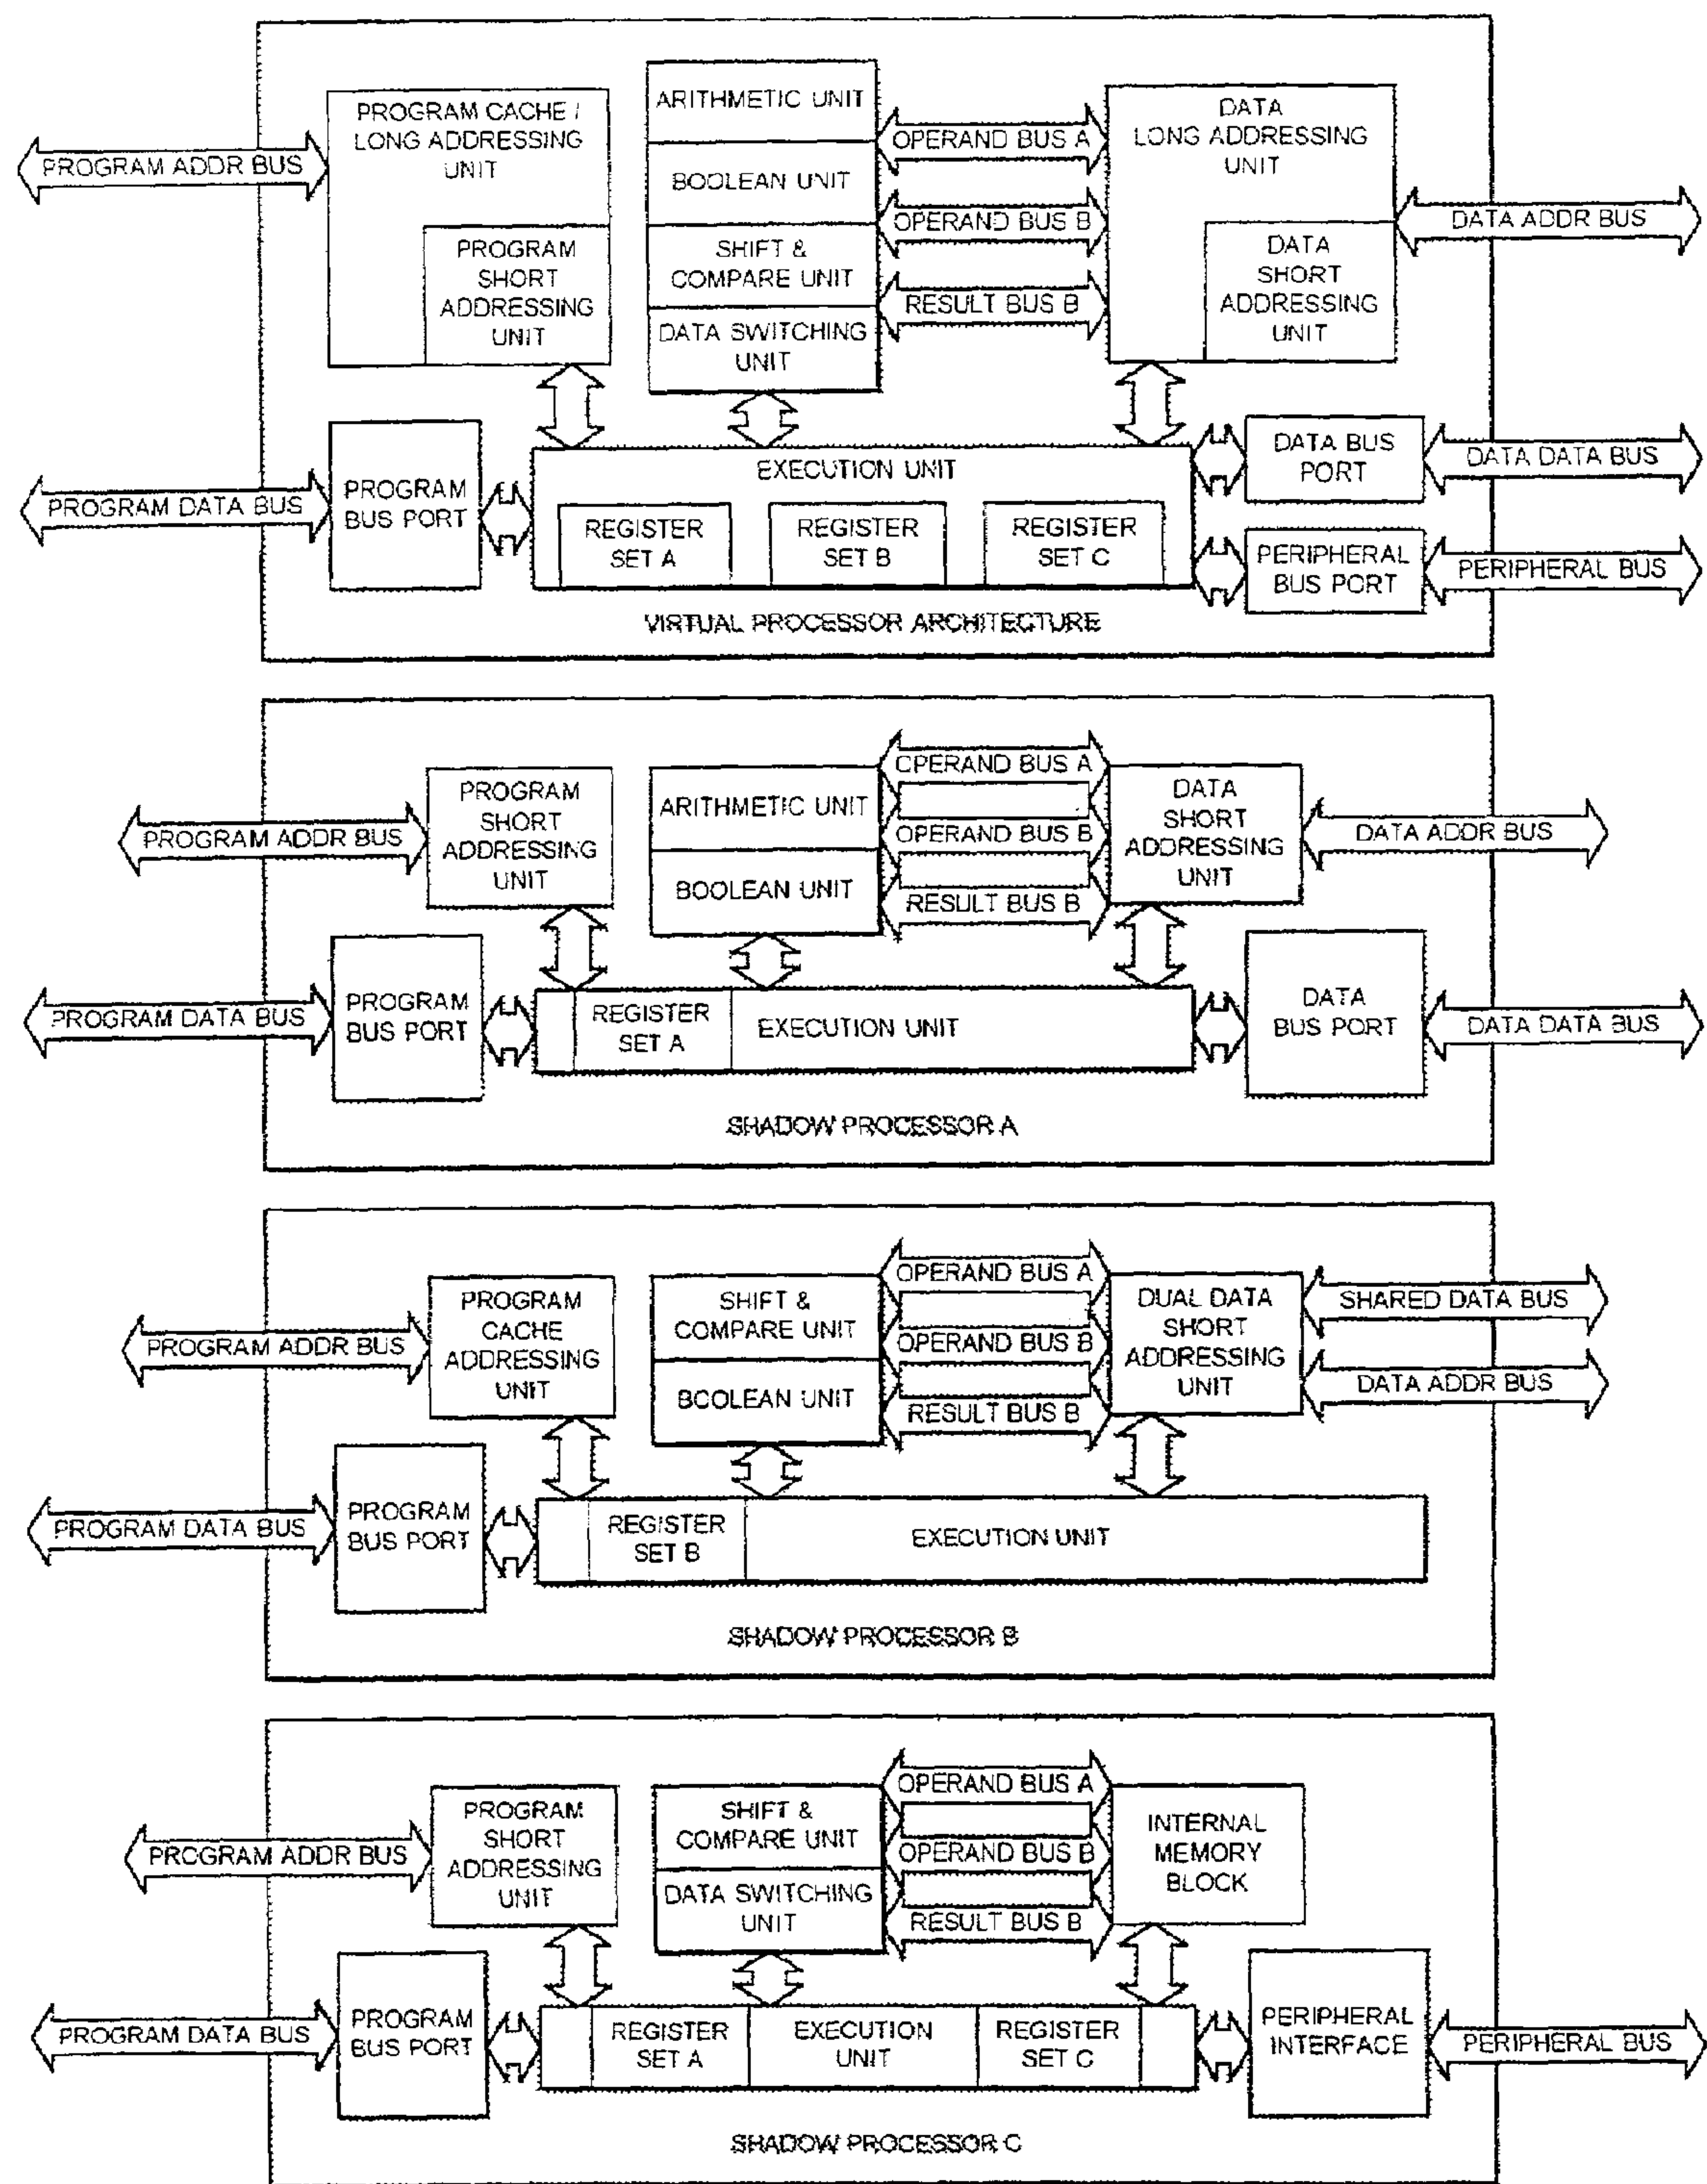 PROGRAM CACHE /
LONG ADDRESSING
UNIT
PROGRAM ADDR BUS
PROGRAM
SHORT
ADDRESSING
UNIT
ARITHMETIC UNIT
BOOLEAN UNIT
SHIFT &
COMPARE UNIT
DATA SWITCHING
UNIT
OPERAND BUS A
OPERAND BUS B
RESULT BUS B
DATA
LONG ADDRESSING
UNIT
DATA
SHORT
ADDRESSING
UNIT
DATA ADDR BUS
PROGRAM DATA BUS
PROGRAM
BUS PORT
EXECUTION UNIT
REGISTER
SET A
REGISTER
SET B
REGISTER
SET C
DATA BUS
PORT
DATA DATA BUS
PERIPHERAL
BUS PORT
PERIPHERAL BUS
VIRTUAL PROCESSOR ARCHITECTURE
PROGRAM ADDR BUS
PROGRAM
SHORT
ADDRESSING
UNIT
ARITHMETIC UNIT
BOOLEAN UNIT
OPERAND BUS A
OPERAND BUS B
RESULT BUS B
DATA
SHORT
ADDRESSING
UNIT
DATA ADDR BUS
PROGRAM DATA BUS
PROGRAM
BUS PORT
REGISTER
SET A
EXECUTION UNIT
DATA
BUS PORT
DATA DATA BUS
SHADOW PROCESSOR A
PROGRAM ADDR BUS
PROGRAM
CACHE
ADDRESSING
UNIT
SHIFT &
COMPARE UNIT
BOOLEAN UNIT
OPERAND BUS A
OPERAND BUS B
RESULT BUS B
DUAL DATA
SHORT
ADDRESSING
UNIT
SHARED DATA BUS
DATA ADDR BUS
PROGRAM DATA BUS
PROGRAM
BUS PORT
REGISTER
SET B
EXECUTION UNIT
SHADOW PROCESSOR B
PROGRAM ADDR BUS
PROGRAM
SHORT
ADDRESSING
UNIT
SHIFT &
COMPARE UNIT
DATA SWITCHING
UNIT
OPERAND BUS A
OPERAND BUS B
RESULT BUS B
INTERNAL
MEMORY
BLOCK
PROGRAM DATA BUS
PROGRAM
BUS PORT
REGISTER
SET A
EXECUTION
UNIT
REGISTER
SET C
PERIPHERAL
INTERFACE
PERIPHERAL BUS
SHADOW PROCESSOR C